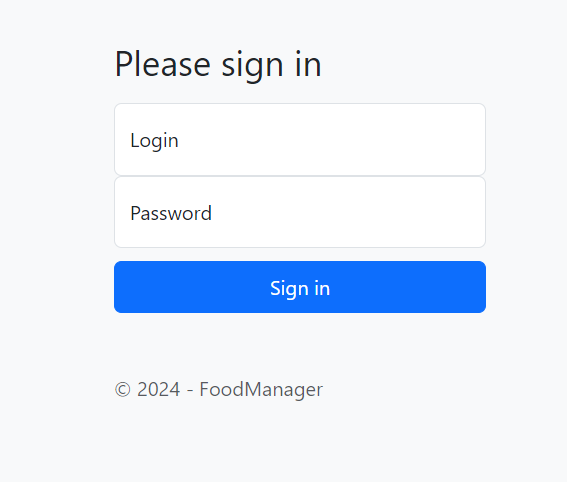 Please sign in
Login
Password
Sign in
© 2024 - FoodManager